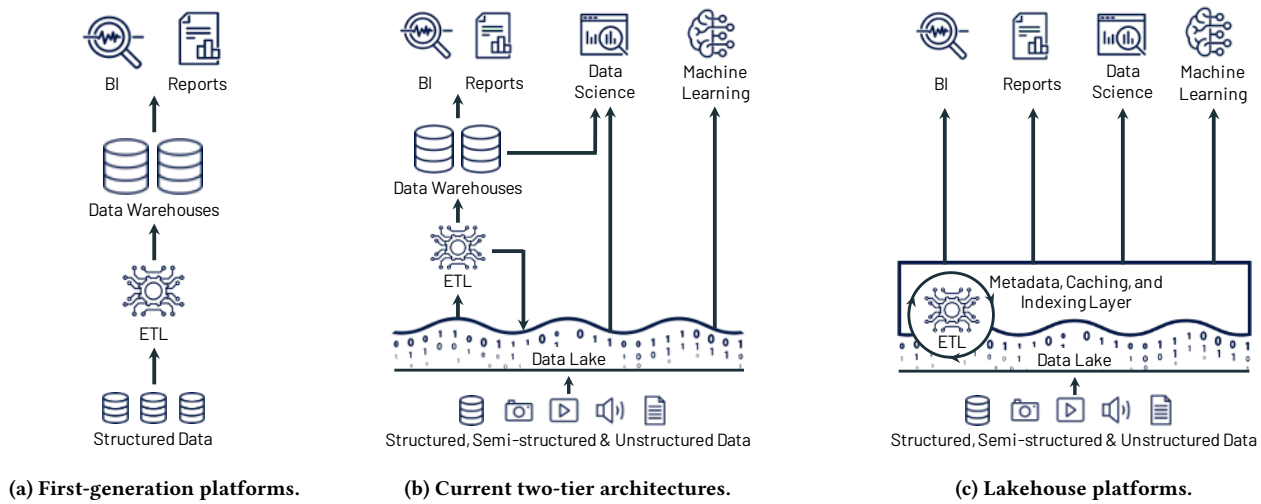 BI
Reports
Data Warehouses
ETL
Structured Data
(a) First-generation platforms.
BI
Reports
Data
Science
Machine
Learning
Data Warehouses
ETL
Data Lake
Structured, Semi-structured & Unstructured Data
(b) Current two-tier architectures.
BI
Reports
Data
Science
Machine
Learning
Metadata, Caching, and
Indexing Layer
ETL
Data Lake
Structured, Semi-structured & Unstructured Data
(c) Lakehouse platforms.